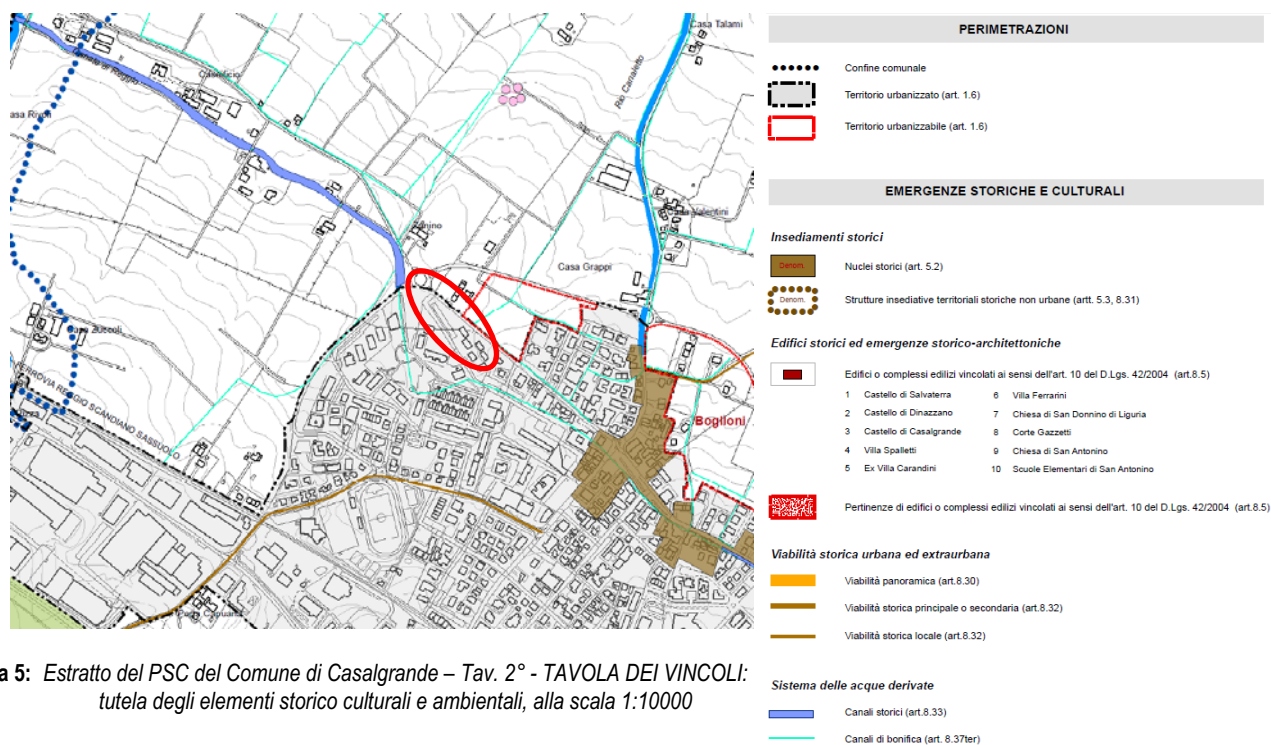 Casa Talami
Canale di Reggio
Caseificio
Rio Canaletto
asa Rivoli
Casa Valentini
Casa Grappi
Casa Zuccoli
FERROVIA REGGIO SCANDIANO SASSUOLO
Boglioni
a 5: Estratto del PSC del Comune di Casalgrande – Tav. 2° - TAVOLA DEI VINCOLI:
tutela degli elementi storico culturali e ambientali, alla scala 1:10000
PERIMETRAZIONI
Confine comunale
Territorio urbanizzato (art. 1.6)
Territorio urbanizzabile (art. 1.6)
EMERGENZE STORICHE E CULTURALI
Insediamenti storici
Denom. Nuclei storici (art. 5.2)
Denom. Strutture insediative territoriali storiche non urbane (artt. 5.3, 8.31)
Edifici storici ed emergenze storico-architettoniche
Edifici o complessi edilizi vincolati ai sensi dell'art. 10 del D.Lgs. 42/2004 (art.8.5)
1 Castello di Salvaterra 6 Villa Ferrarini
2 Castello di Dinazzano 7 Chiesa di San Donnino di Liguria
3 Castello di Casalgrande 8 Corte Gazzetti
4 Villa Spalletti 9 Chiesa di San Antonino
5 Ex Villa Carandini 10 Scuole Elementari di San Antonino
Pertinenze di edifici o complessi edilizi vincolati ai sensi dell'art. 10 del D.Lgs. 42/2004 (art.8.5)
Viabilità storica urbana ed extraurbana
Viabilità panoramica (art.8.30)
Viabilità storica principale o secondaria (art.8.32)
Viabilità storica locale (art.8.32)
Sistema delle acque derivate
Canali storici (art.8.33)
Canali di bonifica (art. 8.37ter)